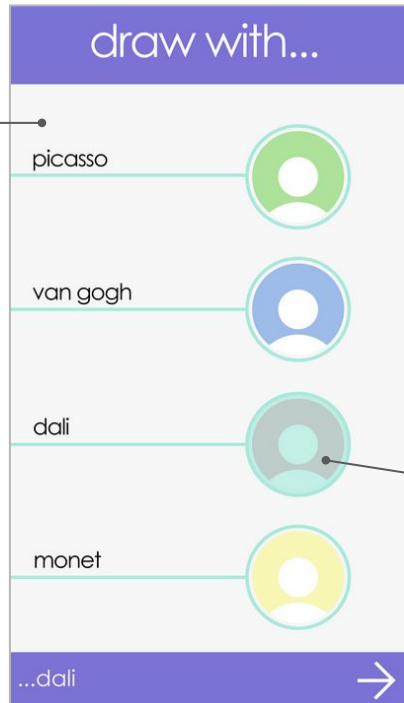 draw with...
picasso
van gogh
dali
monet
...dali